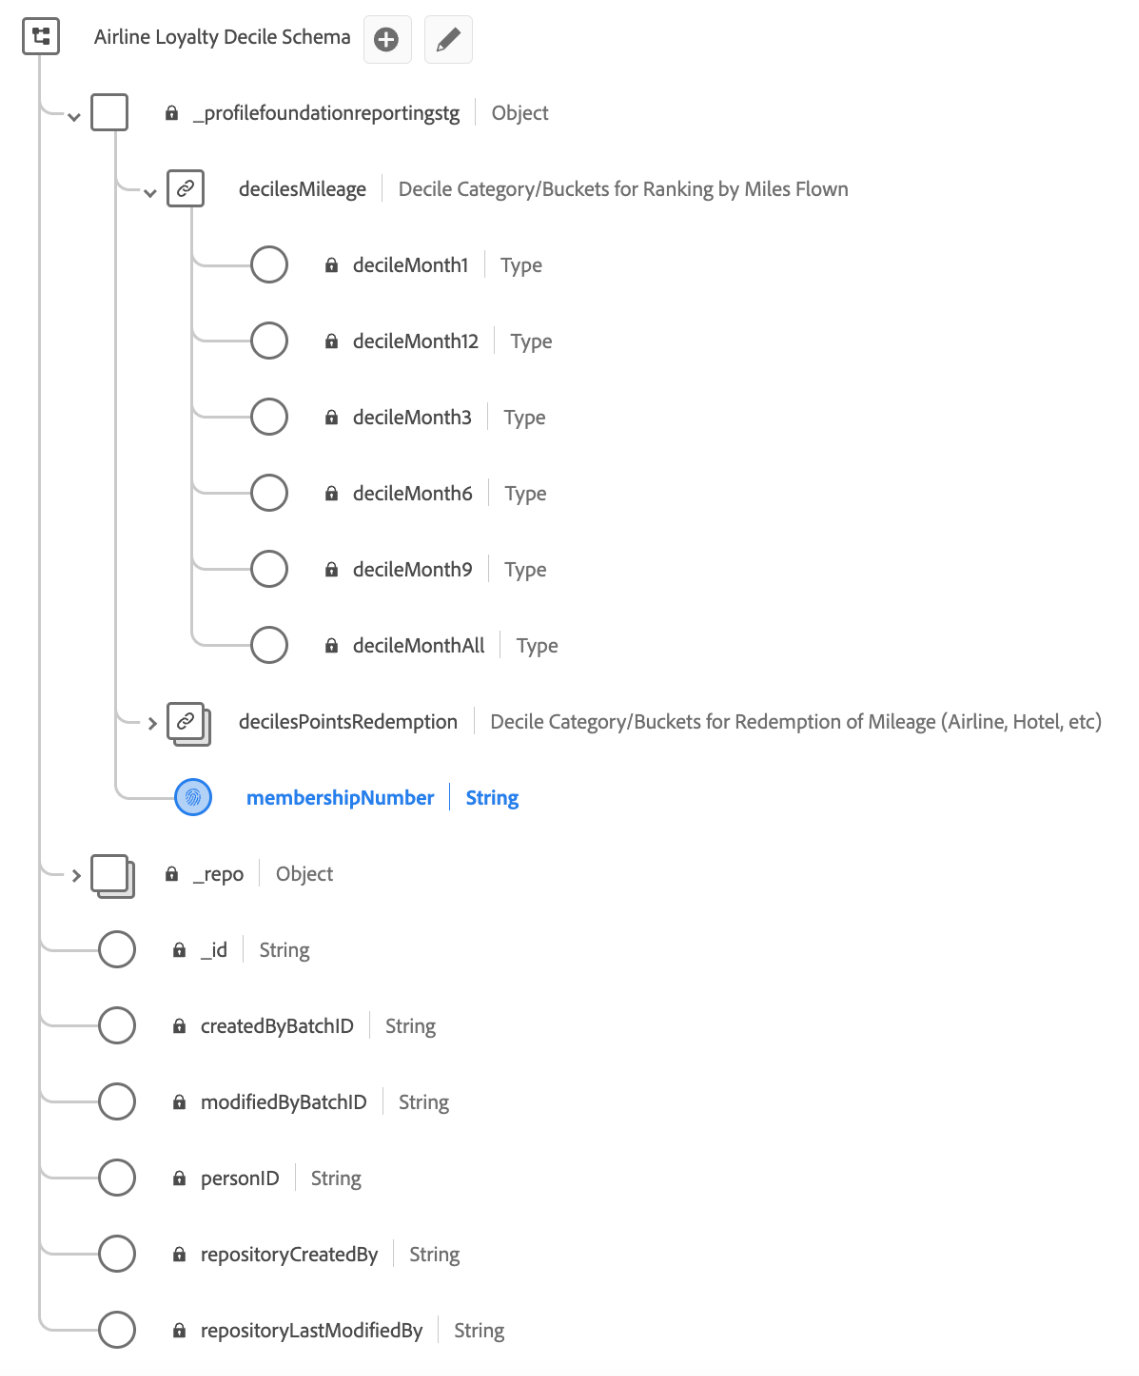 Airline Loyalty Decile Schema
_profilefoundationreportingstg Object
decilesMileage Decile Category/Buckets for Ranking by Miles Flown
decileMonth1 Type
decileMonth12 Type
decileMonth3 Type
decileMonth6 Type
decileMonth9 Type
decileMonthAll Type
decilesPointsRedemption Decile Category/Buckets for Redemption of Mileage (Airline, Hotel, etc)
membershipNumber String
_repo Object
_id String
createdByBatchID String
modifiedByBatchID String
personID String
repositoryCreatedBy String
repositoryLastModifiedBy String